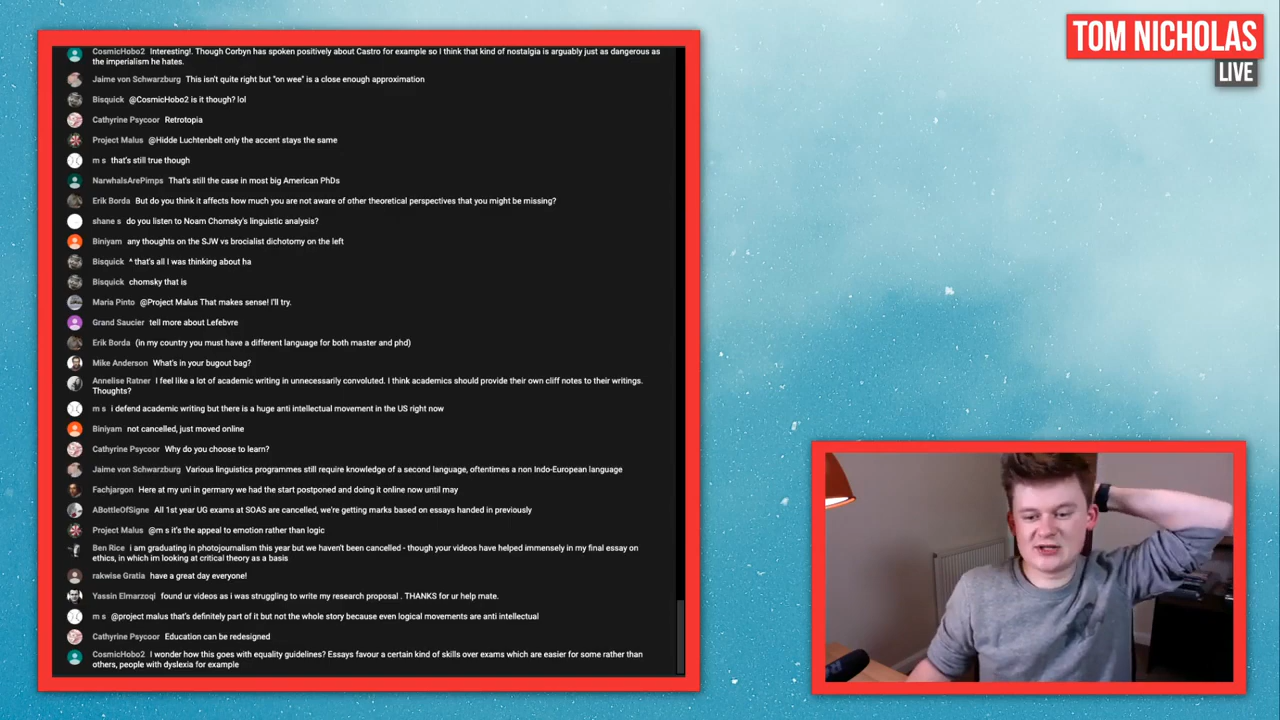 TOM NICHOLAS
LIVE
CosmicHobo2 Interesting!. Though Corbyn has spoken positively about Castro for example so I think that kind of nostalgia is arguably just as dangerous as
the imperialism he hates.
Jaime von Schwarzburg This isn't quite right but "on wee" is a close enough approximation
Bisquick @CosmicHobo2 is it though? lol
Cathyrine Psycoor Retrotopia
Project Malus @Hidde Luchtenbelt only the accent stays the same
m s that's still true though
NarwhalsArePimps That's still the case in most big American PhDs
Erik Borda But do you think it affects how much you are not aware of other theoretical perspectives that you might be missing?
shane s do you listen to Noam Chomsky's linguistic analysis?
Biniyam any thoughts on the SJW vs brocialist dichotomy on the left
Bisquick ^ that's all I was thinking about ha
Bisquick chomsky that is
Maria Pinto @Project Malus That makes sense! I'll try.
Grand Saucier tell more about Lefebvre
Erik Borda (in my country you must have a different language for both master and phd)
Mike Anderson What's in your bugout bag?
Annelise Ratner I feel like a lot of academic writing in unnecessarily convoluted. I think academics should provide their own cliff notes to their writings.
Thoughts?
m s i defend academic writing but there is a huge anti intellectual movement in the US right now
Biniyam not cancelled, just moved online
Cathyrine Psycoor Why do you choose to learn?
Jaime von Schwarzburg Various linguistics programmes still require knowledge of a second language, oftentimes a non Indo-European language
Fachjargon Here at my uni in germany we had the start postponed and doing it online now until may
ABottleOfSigne All 1st year UG exams at SOAS are cancelled, we're getting marks based on essays handed in previously
Project Malus @m s it's the appeal to emotion rather than logic
Ben Rice i am graduating in photojournalism this year but we haven't been cancelled - though your videos have helped immensely in my final essay on
ethics, in which im looking at critical theory as a basis
rakwise Gratia have a great day everyone!
Yassin Elmarzoqi found ur videos as i was struggling to write my research proposal . THANKS for ur help mate.
m s @project malus that's definitely part of it but not the whole story because even logical movements are anti intellectual
Cathyrine Psycoor Education can be redesigned
CosmicHobo2 I wonder how this goes with equality guidelines? Essays favour a certain kind of skills over exams which are easier for some rather than
others, people with dyslexia for example